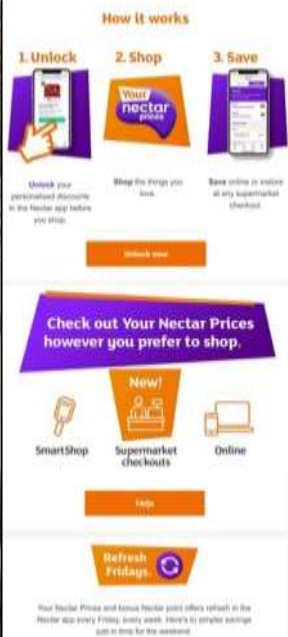 How it works
1. Unlock
2. Shop
3. Save
Your
nectar
prices
Unlock your
personalised discounts
in the Nectar app before
you shop.
Shop the things you
love.
Save online or instore
at any supermarket
checkout.
Unlock now
Check out Your Nectar Prices
however you prefer to shop.
New!
SmartShop
Supermarket
checkouts
Online
FAQs
Refresh
Fridays.
Your Nectar Prices and bonus Nectar point offers refresh in the
Nectar app every Friday, every week. Here's to simpler savings
just in time for the weekend.